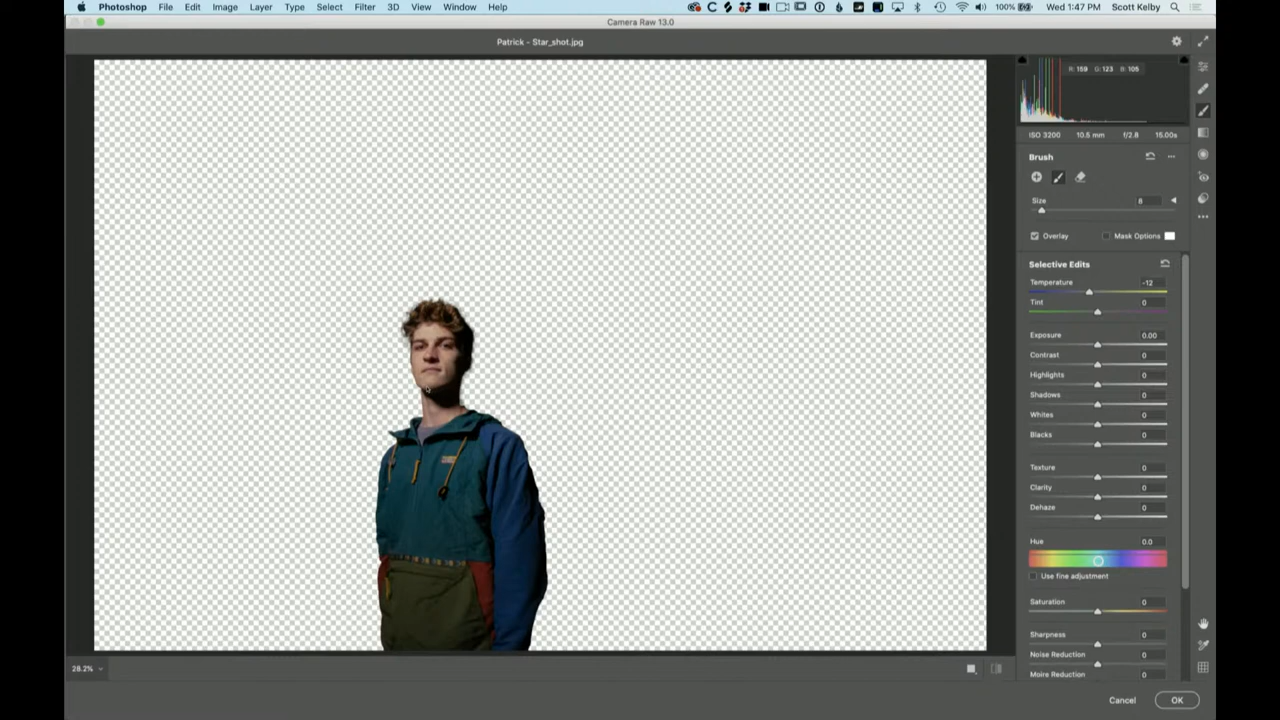 Photoshop File Edit Image Layer Type Select Filter 3D View Window Help 100% Wed 1:47 PM Scott Kelby
Camera Raw 13.0
Patrick - Star_shot.jpg
R: 159 G: 123 B: 105
ISO 3200 10.5 mm f/2.8 15.00s
Brush
Size 8
Overlay Mask Options
Selective Edits
Temperature -12
Tint 0
Exposure 0.00
Contrast 0
Highlights 0
Shadows 0
Whites 0
Blacks 0
Texture 0
Clarity 0
Dehaze 0
Hue 0.0
Use fine adjustment
Saturation 0
Sharpness 0
Noise Reduction 0
Moire Reduction 0
28.2%
Cancel OK